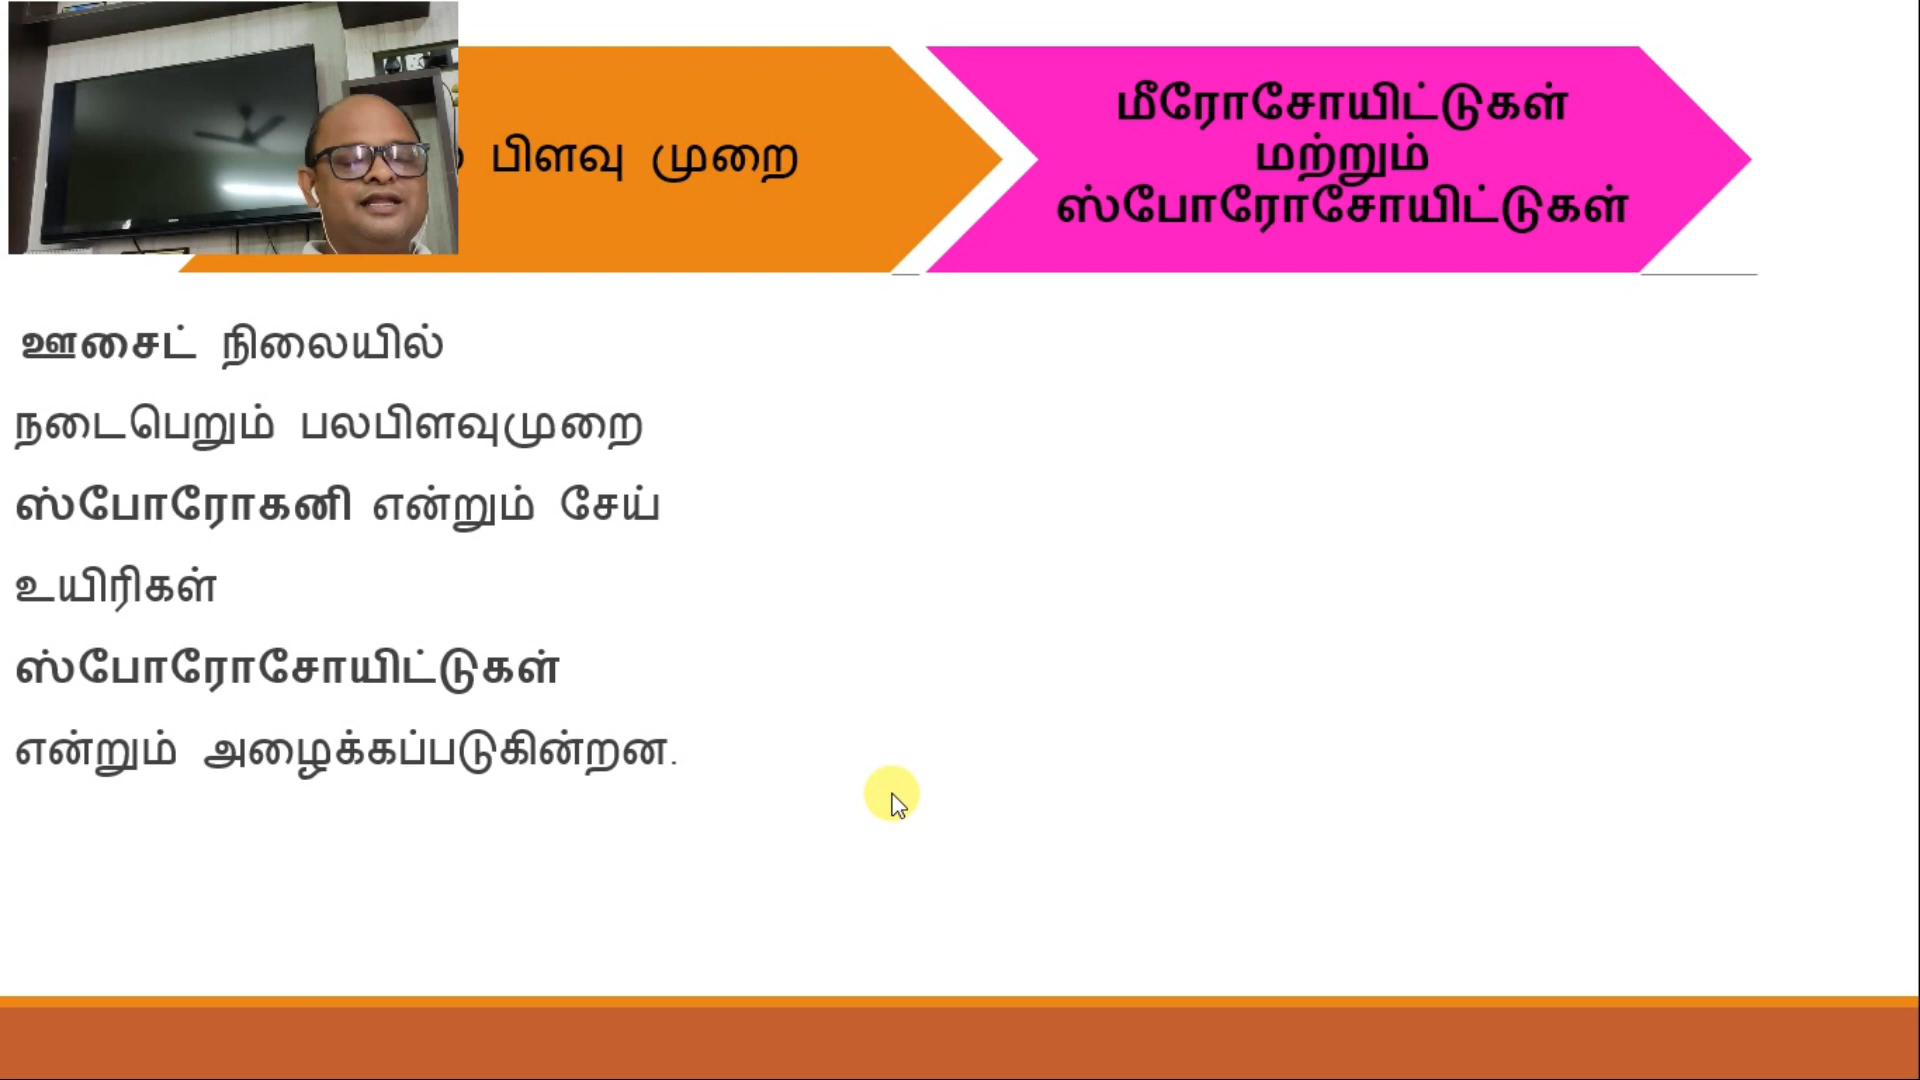 பிளவு முறை
மீரோசோயிட்டுகள்
மற்றும்
ஸ்போரோசோயிட்டுகள்
ஊசைட் நிலையில்
நடைபெறும் பலபிளவுமுறை
ஸ்போரோகனி என்றும் சேய்
உயிரிகள்
ஸ்போரோசோயிட்டுகள்
என்றும் அழைக்கப்படுகின்றன.